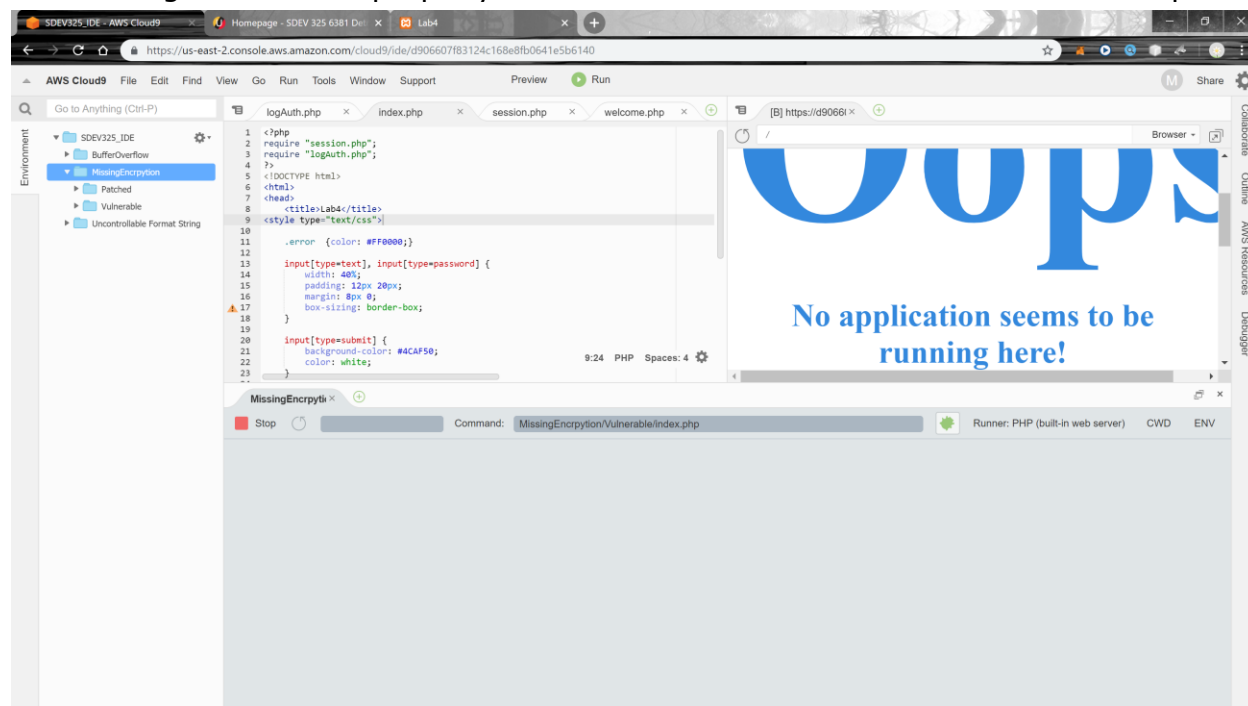 SDEV325_IDE - AWS Cloud9
Homepage - SDEV 325 6381 De
Lab4
https://us-east-2.console.aws.amazon.com/cloud9/ide/d906607f83124c168e8fb0641e5b6140
AWS Cloud9 File Edit Find View Go Run Tools Window Support Preview Run
M Share
Go to Anything (Ctrl-P)
Environment
SDEV325_IDE
BufferOverflow
MissingEncrpytion
Patched
Vulnerable
Uncontrollable Format String
logAuth.php index.php session.php welcome.php
1 <?php
2 require "session.php";
3 require "logAuth.php";
4 ?>
5 <!DOCTYPE html>
6 <html>
7 <head>
8 <title>Lab4</title>
9 <style type="text/css">
10
11 .error {color: #FF0000;}
12
13 input[type=text], input[type=password] {
14 width: 40%;
15 padding: 12px 20px;
16 margin: 8px 0;
17 box-sizing: border-box;
18 }
19
20 input[type=submit] {
21 background-color: #4CAF50;
22 color: white;
23 }
9:24 PHP Spaces: 4
[B] https://d9066
/ Browser
Oops
No application seems to be
running here!
Collaborate
Outline
AWS Resources
Debugger
MissingEncrpyti
Stop Command: MissingEncrpytion/Vulnerable/index.php Runner: PHP (built-in web server) CWD ENV